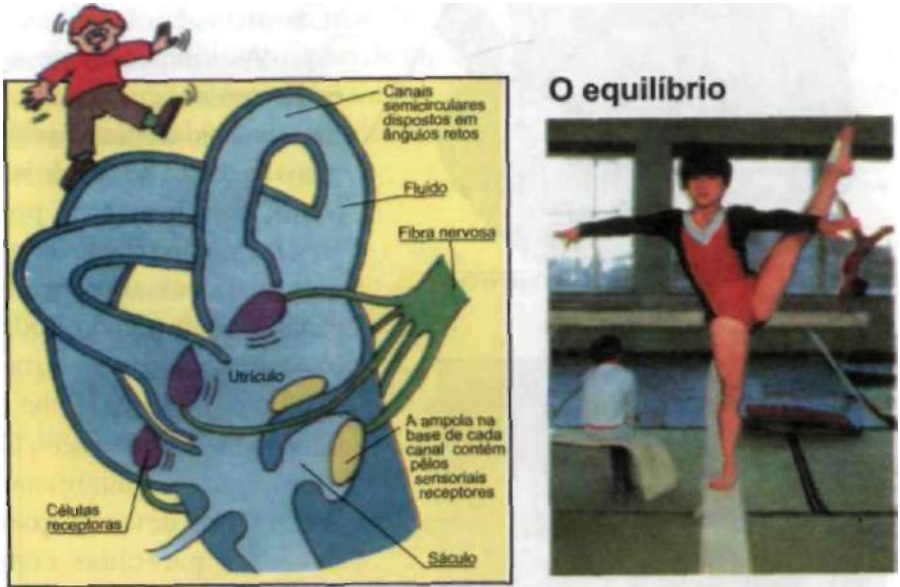 Canais
semicirculares
dispostos em
ângulos retos
Fluído
Fibra nervosa
Utrículo
A ampola na
base de cada
canal contém
pêlos
sensoriais
receptores
Células
receptoras
Sáculo
O equilíbrio